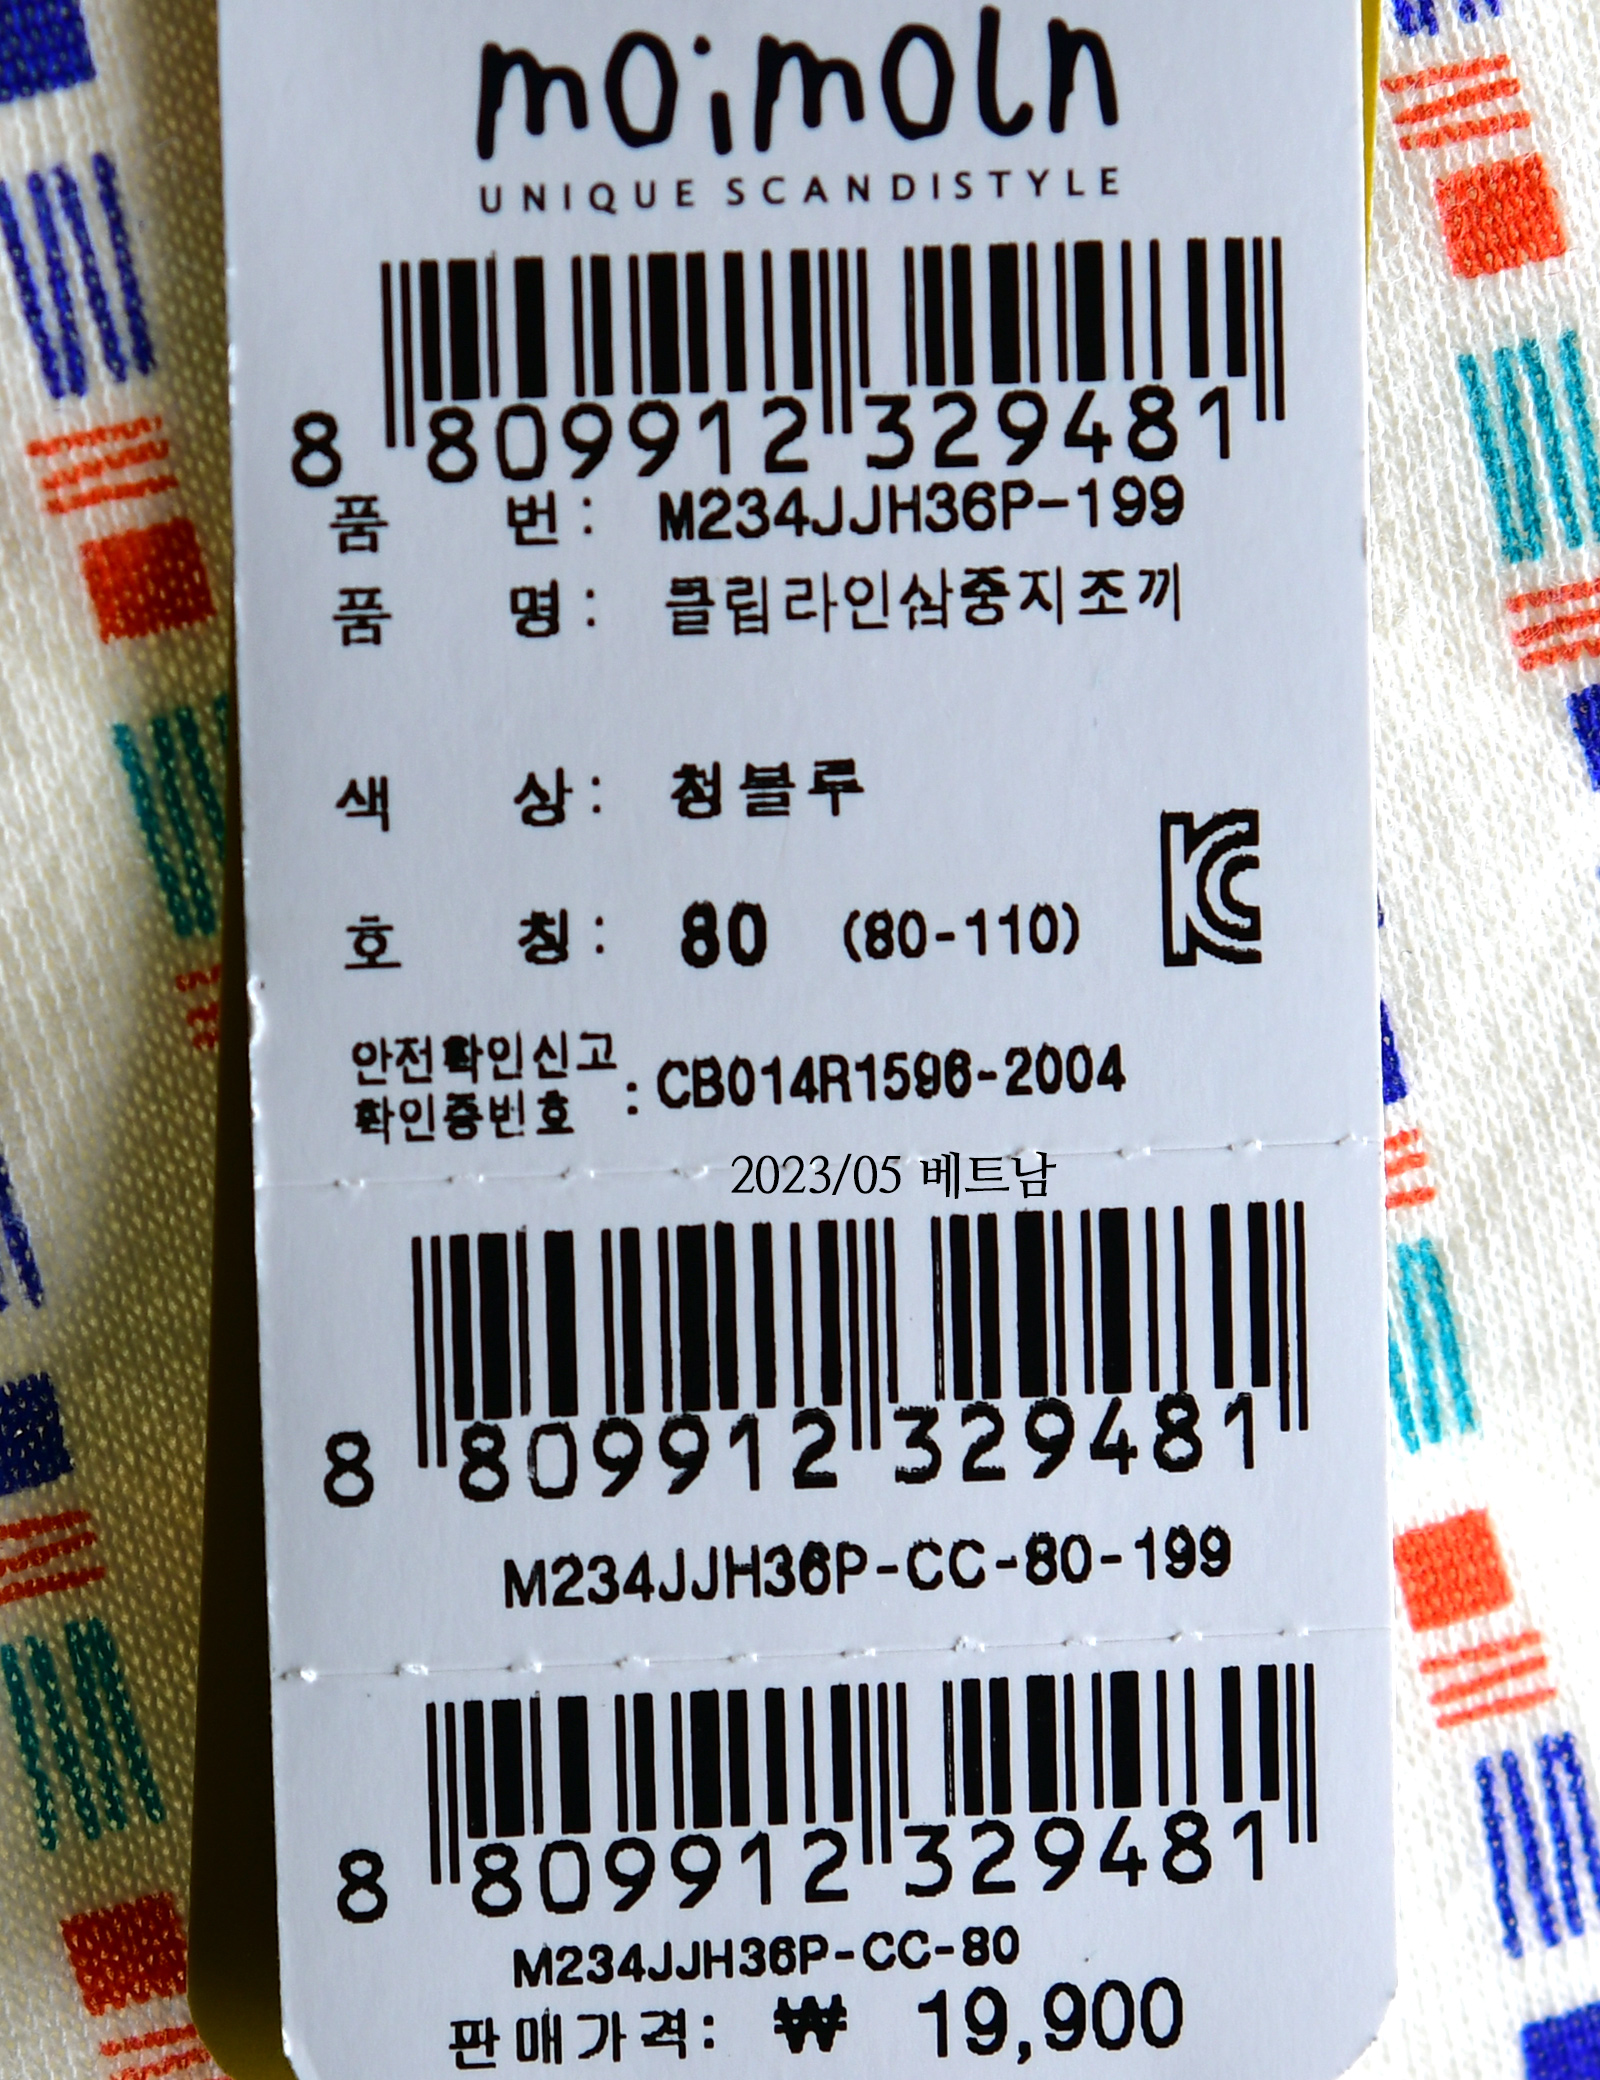 moimoln
UNIQUE SCANDISTYLE
8 809912 329481
품 번 : M234JJH36P-199
품 명 : 클립라인삼중지조끼
색 상 : 청블루
호 칭 : 80 (80-110)
KC
안전확인신고
확인증번호 : CB014R1596-2004
2023/05 베트남
8 809912 329481
M234JJH36P-CC-80-199
8 809912 329481
M234JJH36P-CC-80
판매가격: ₩ 19,900